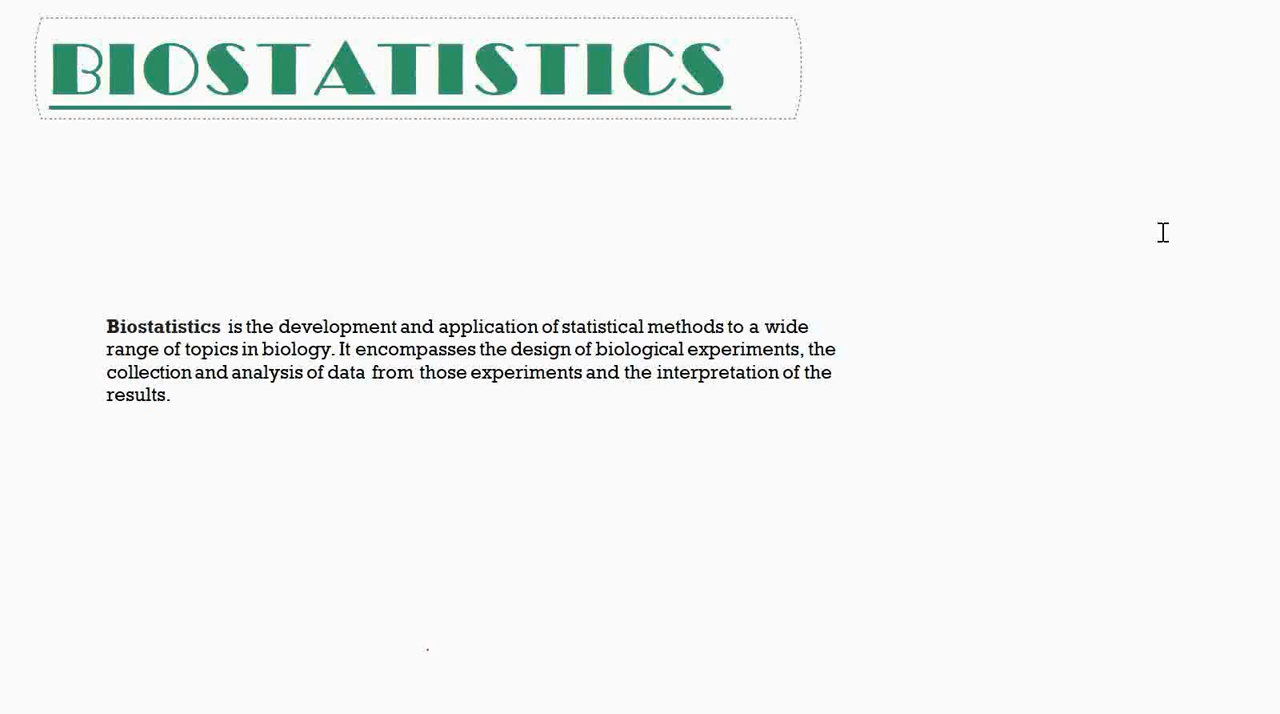 BIOSTATISTICS
Biostatistics is the development and application of statistical methods to a wide
range of topics in biology. It encompasses the design of biological experiments, the
collection and analysis of data from those experiments and the interpretation of the
results.